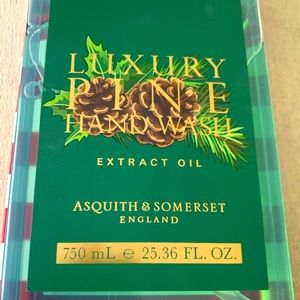 LUXURY
PINE
HAND WASH
EXTRACT OIL
ASQUITH & SOMERSET
ENGLAND
750 mL ℮ 25.36 FL. OZ.